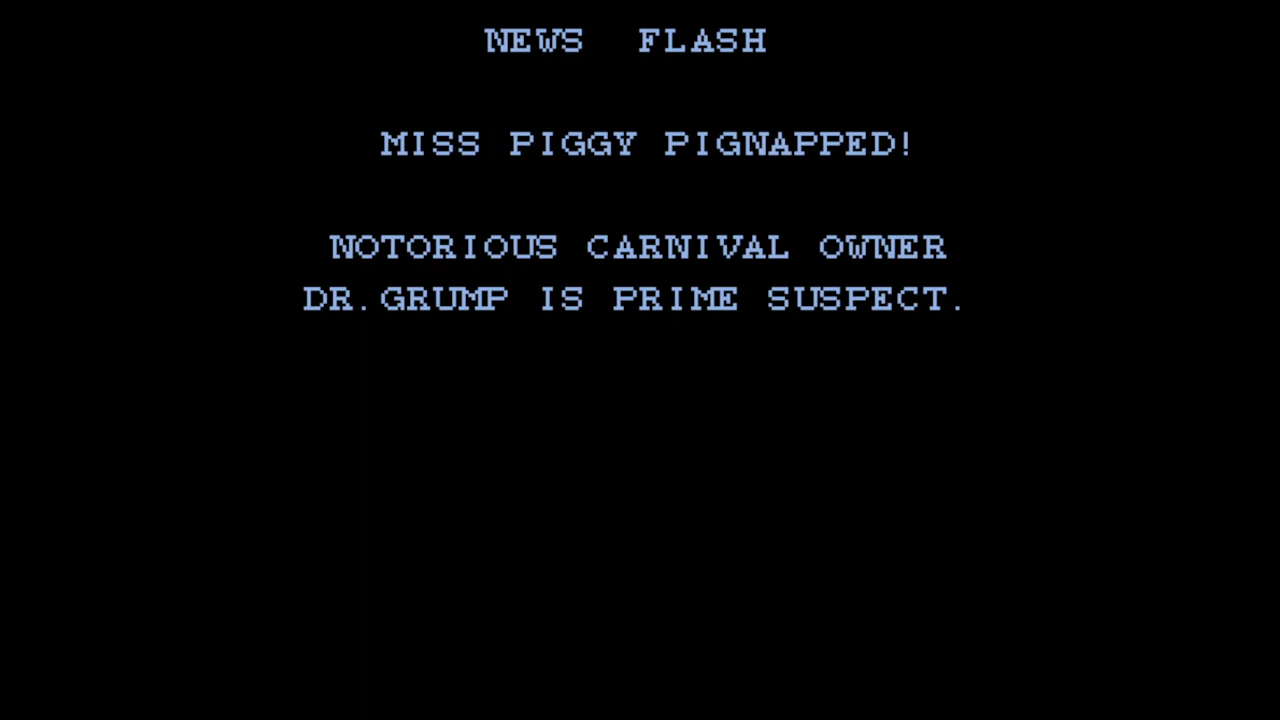 NEWS FLASH
MISS PIGGY PIGNAPPED!
NOTORIOUS CARNIVAL OWNER
DR.GRUMP IS PRIME SUSPECT.